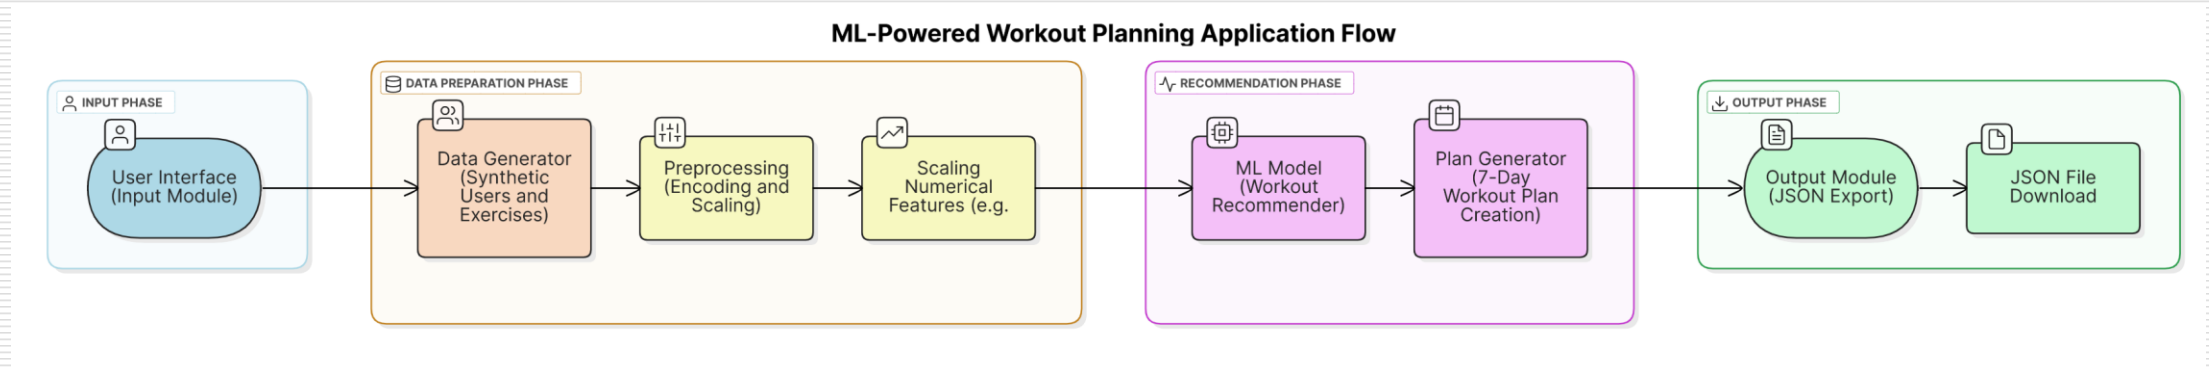 ML-Powered Workout Planning Application Flow
INPUT PHASE
User Interface
(Input Module)
DATA PREPARATION PHASE
Data Generator
(Synthetic
Users and
Exercises)
Preprocessing
(Encoding and
Scaling)
Scaling
Numerical
Features (e.g.
RECOMMENDATION PHASE
ML Model
(Workout
Recommender)
Plan Generator
(7-Day
Workout Plan
Creation)
OUTPUT PHASE
Output Module
(JSON Export)
JSON File
Download